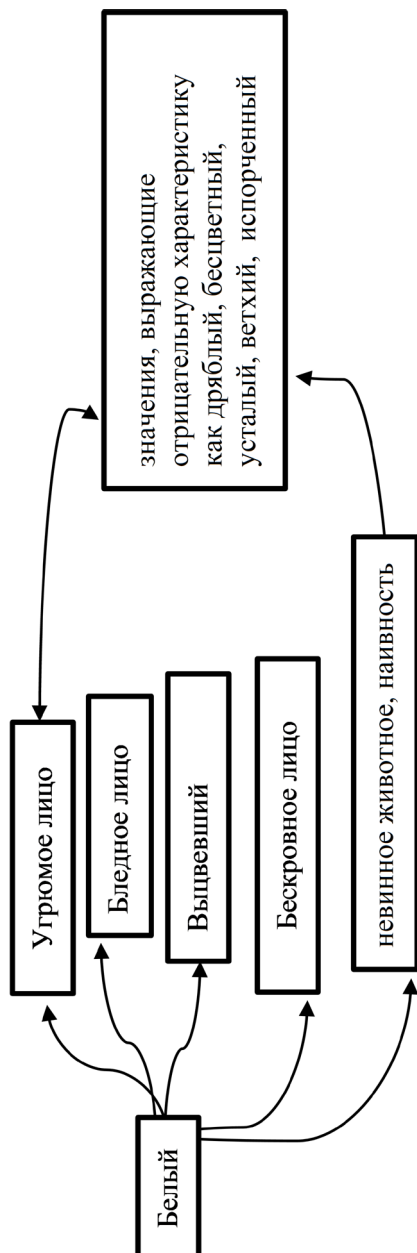 Белый
Угрюмое лицо
Бледное лицо
Выцвевший
Бескровное лицо
невинное животное, наивность
значения, выражающие
отрицательную характеристику
как дряблый, бесцветный,
усталый, ветхий, испорченный